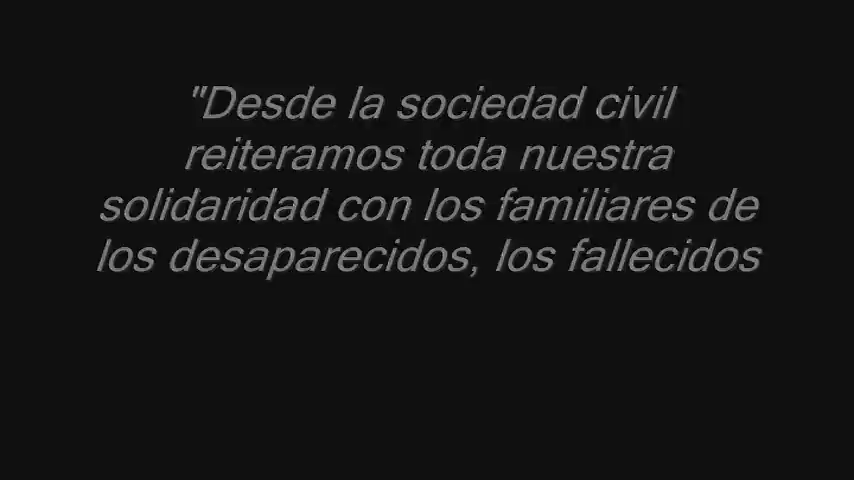 "Desde la sociedad civil
reiteramos toda nuestra
solidaridad con los familiares de
los desaparecidos, los fallecidos